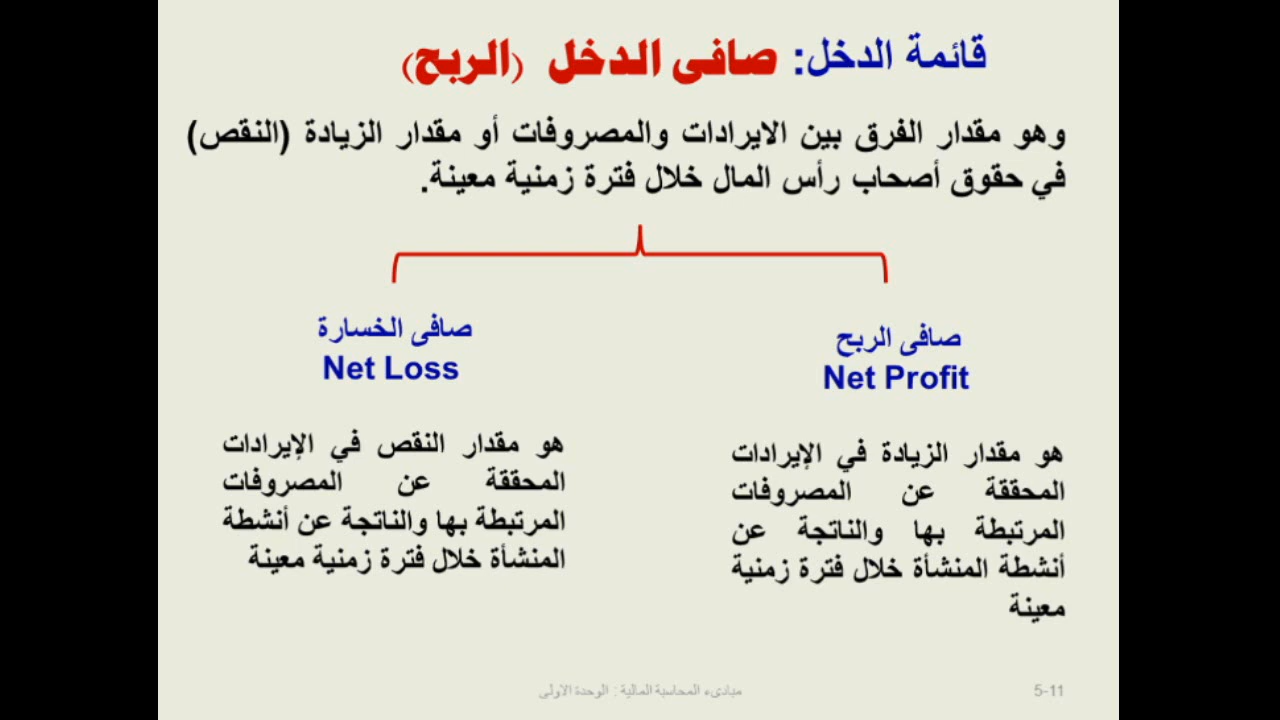 قائمة الدخل: صافى الدخل (الربح)
وهو مقدار الفرق بين الايرادات والمصروفات أو مقدار الزيادة (النقص)
في حقوق أصحاب رأس المال خلال فترة زمنية معينة.
صافى الربح
Net Profit
هو مقدار الزيادة في الإيرادات
المحققة عن المصروفات
المرتبطة بها والناتجة عن
أنشطة المنشأة خلال فترة زمنية
معينة
صافى الخسارة
Net Loss
هو مقدار النقص في الإيرادات
المحققة عن المصروفات
المرتبطة بها والناتجة عن أنشطة
المنشأة خلال فترة زمنية معينة
5-11
مبادىء المحاسبة المالية : الوحدة الاولى